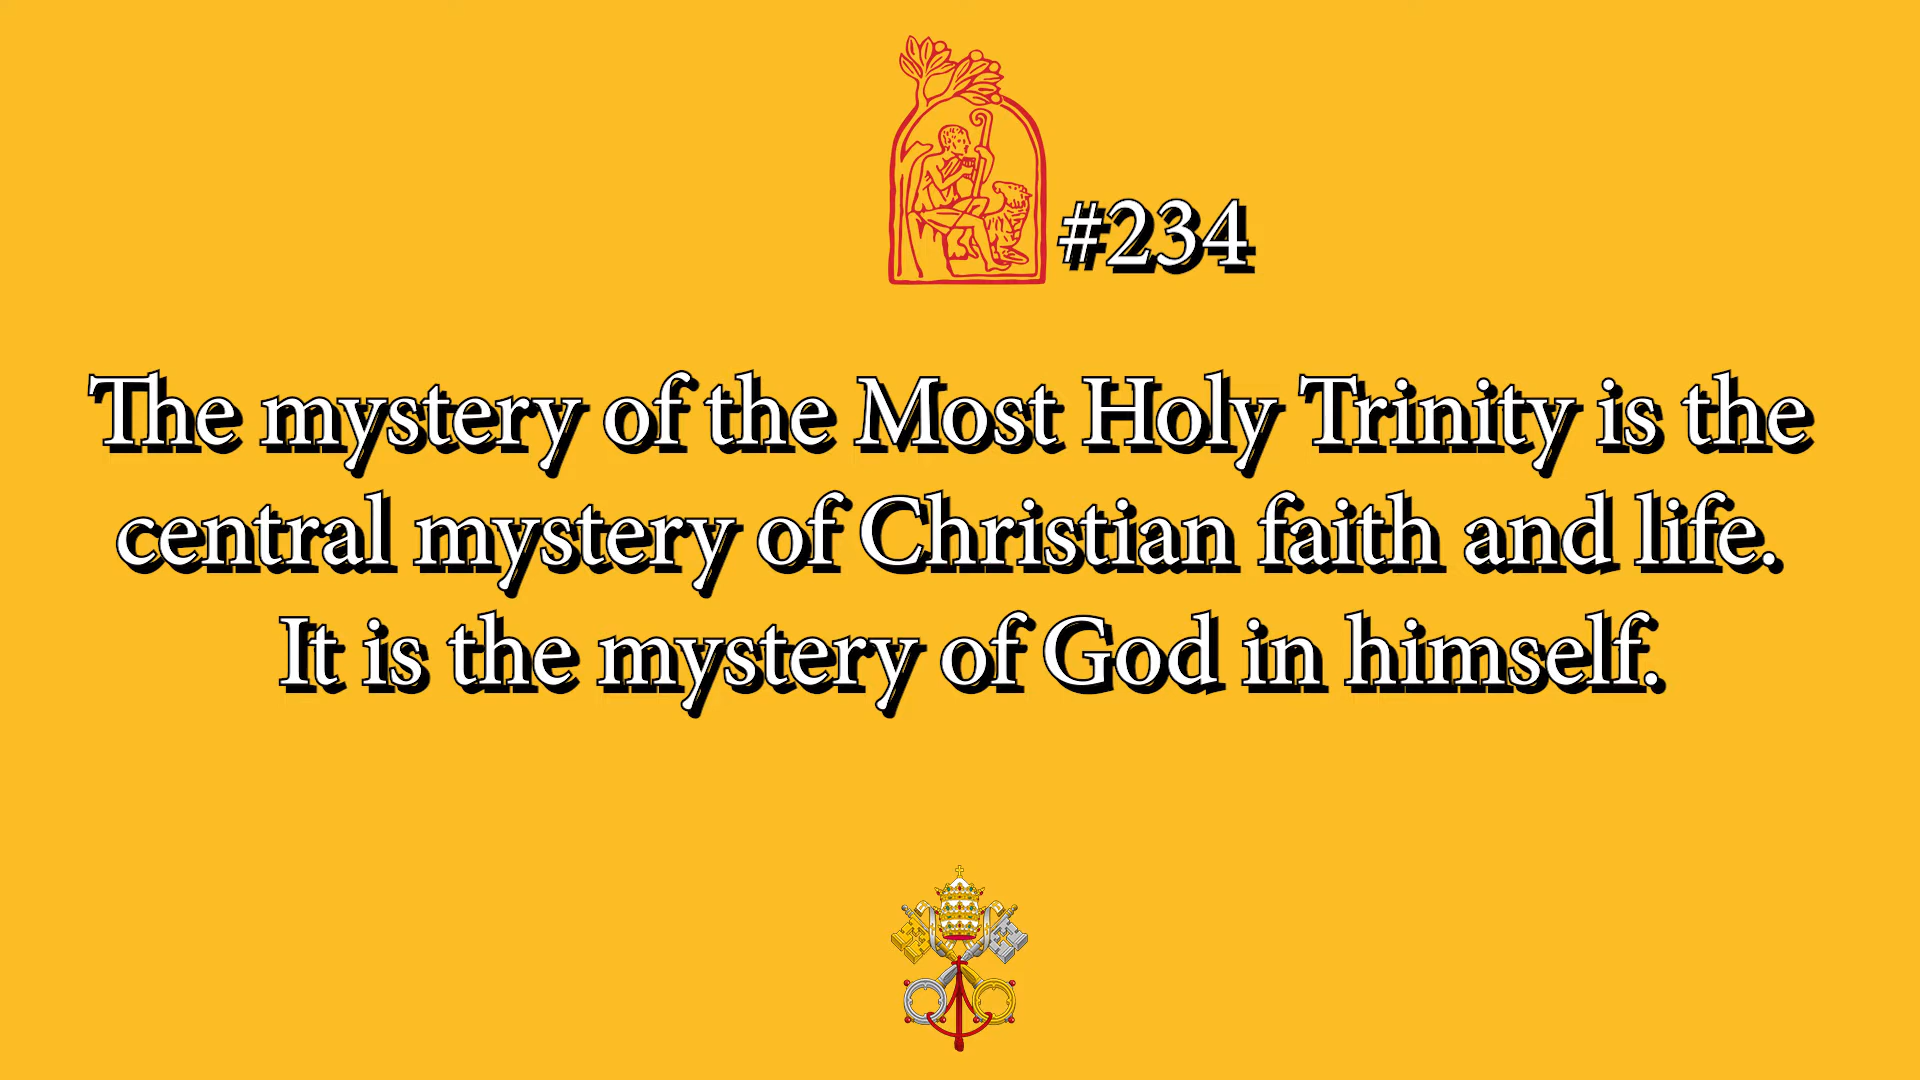 #234
The mystery of the Most Holy Trinity is the
central mystery of Christian faith and life.
It is the mystery of God in himself.